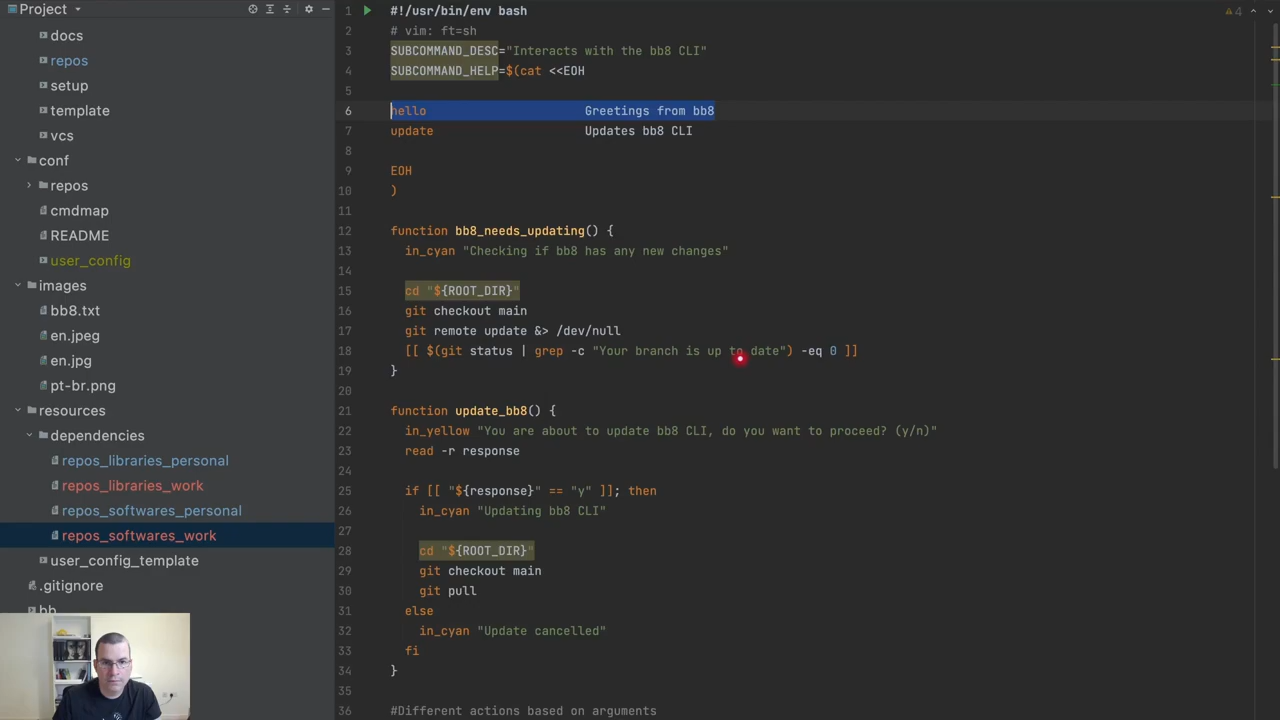 Project
docs
repos
setup
template
vcs
conf
repos
cmdmap
README
user_config
images
bb8.txt
en.jpeg
en.jpg
pt-br.png
resources
dependencies
repos_libraries_personal
repos_libraries_work
repos_softwares_personal
repos_softwares_work
user_config_template
.gitignore
bb
4
1 #!/usr/bin/env bash
2 # vim: ft=sh
3 SUBCOMMAND_DESC="Interacts with the bb8 CLI"
4 SUBCOMMAND_HELP=$(cat <<EOH
5
6 hello Greetings from bb8
7 update Updates bb8 CLI
8
9 EOH
10 )
11
12 function bb8_needs_updating() {
13 in_cyan "Checking if bb8 has any new changes"
14
15 cd "${ROOT_DIR}"
16 git checkout main
17 git remote update &> /dev/null
18 [[ $(git status | grep -c "Your branch is up to date") -eq 0 ]]
19 }
20
21 function update_bb8() {
22 in_yellow "You are about to update bb8 CLI, do you want to proceed? (y/n)"
23 read -r response
24
25 if [[ "${response}" == "y" ]]; then
26 in_cyan "Updating bb8 CLI"
27
28 cd "${ROOT_DIR}"
29 git checkout main
30 git pull
31 else
32 in_cyan "Update cancelled"
33 fi
34 }
35
36 #Different actions based on arguments